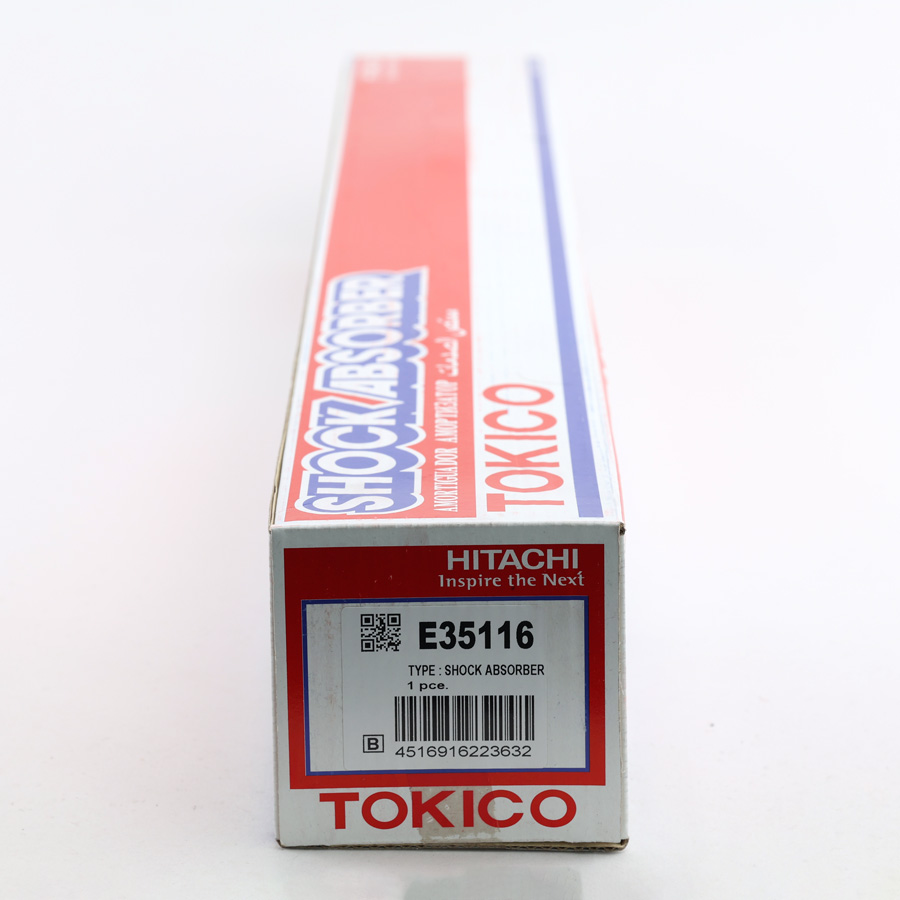 SHOCK/ABSORBER
AMORTIGUADOR АМОРТИЗАТОР
TOKICO
HITACHI
Inspire the Next
E35116
TYPE : SHOCK ABSORBER
1 pce.
B
4516916223632
TOKICO